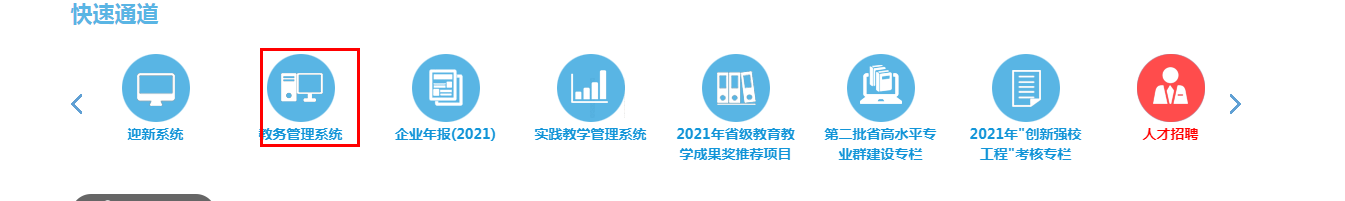 快速通道
迎新系统
教务管理系统
企业年报(2021)
实践教学管理系统
2021年省级教育教
学成果奖推荐项目
第二批省高水平专
业群建设专栏
2021年"创新强校
工程"考核专栏
人才招聘